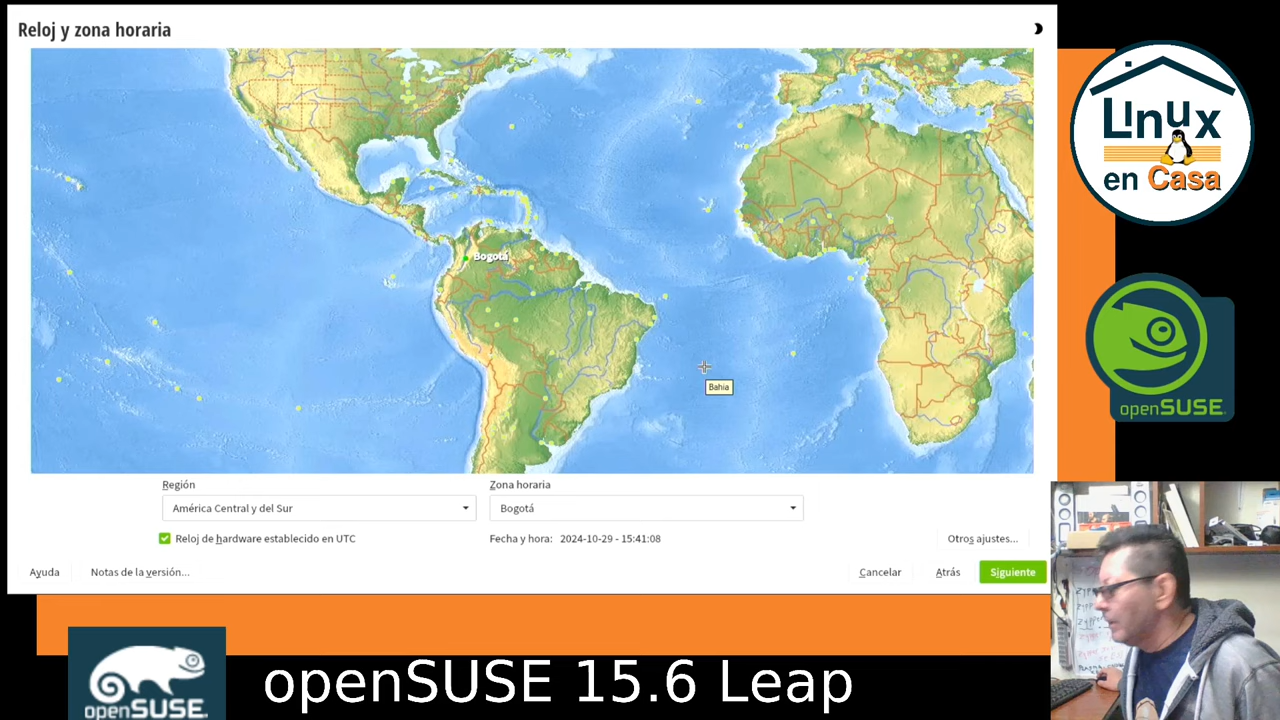 Reloj y zona horaria
Bogotá
Bahia
Región
Zona horaria
América Central y del Sur
Bogotá
Reloj de hardware establecido en UTC
Fecha y hora: 2024-10-29 - 15:41:08
Otros ajustes...
Ayuda
Notas de la versión...
Cancelar
Atrás
Siguiente
Linux
en Casa
openSUSE
openSUSE
openSUSE 15.6 Leap